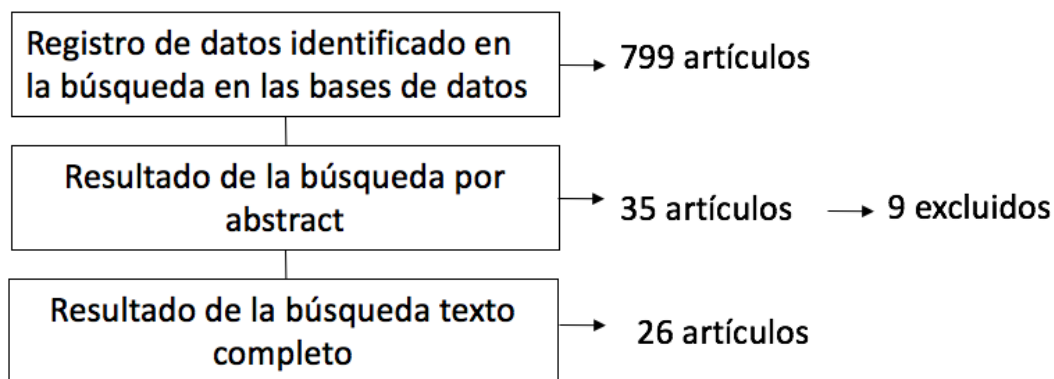 Registro de datos identificado en
la búsqueda en las bases de datos
799 artículos
Resultado de la búsqueda por
abstract
35 artículos
9 excluidos
Resultado de la búsqueda texto
completo
26 artículos